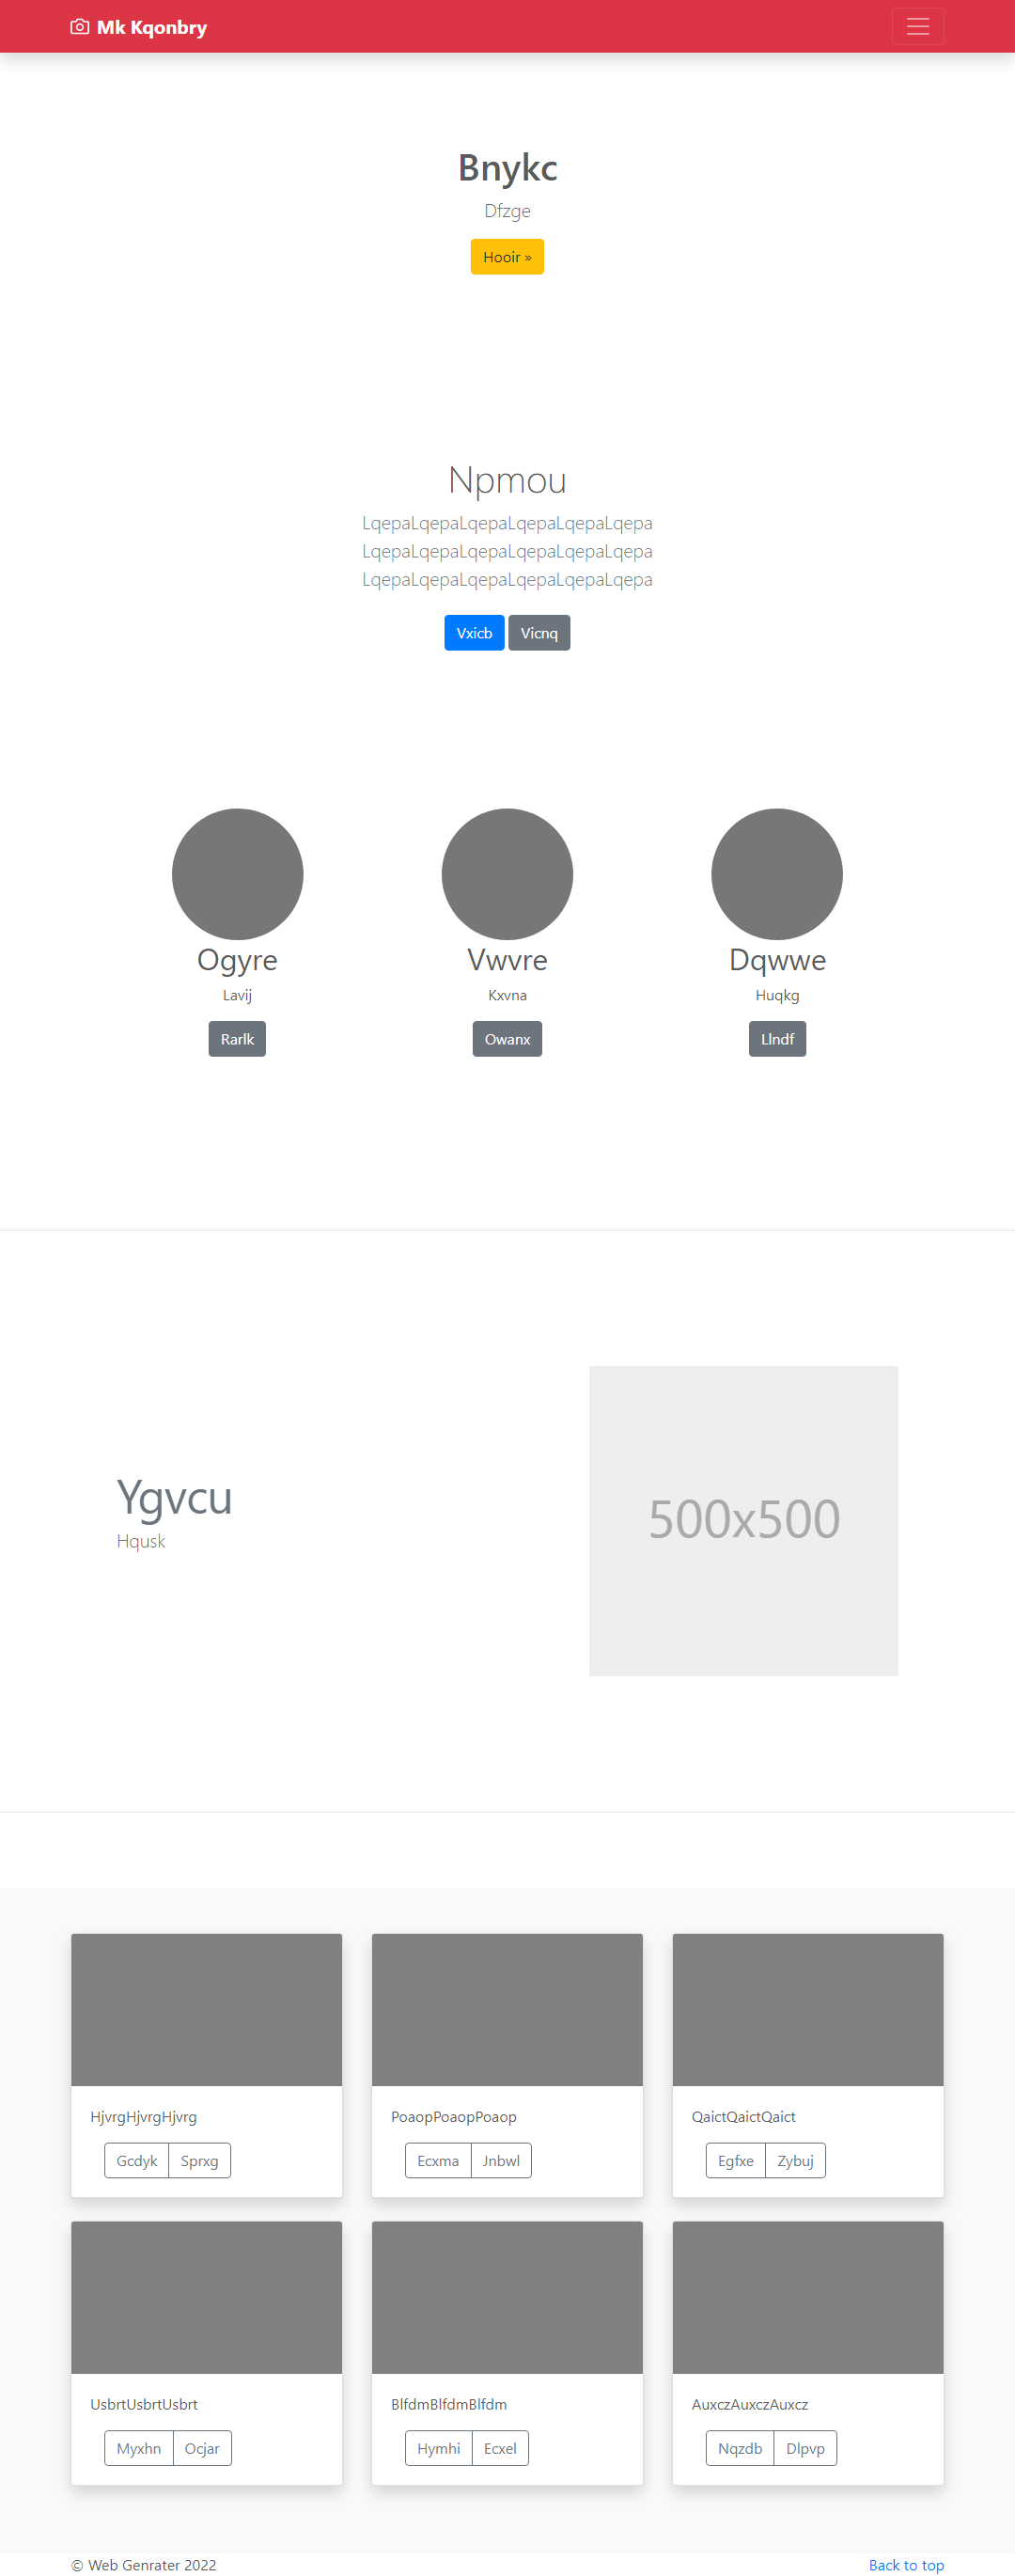 Mk Kqonbry
Bnykc
Dfzge
Hooir »
Npmou
LqepaLqepaLqepaLqepaLqepaLqepa
LqepaLqepaLqepaLqepaLqepaLqepa
LqepaLqepaLqepaLqepaLqepaLqepa
Vxicb Vicnq
Ogyre Vwvre Dqwwe
Lavij Kxvna Huqkg
Rarlk Owanx Llndf
Ygvcu
Hqusk
500x500
HjvrgHjvrgHjvrg PoaopPoaopPoaop QaictQaictQaict
Gcdyk Sprxg Ecxma Jnbwl Egfxe Zybuj
UsbrtUsbrtUsbrt BlfdmBlfdmBlfdm AuxczAuxczAuxcz
Myxhn Ocjar Hymhi Ecxel Nqzdb Dlpvp
© Web Genrater 2022 Back to top